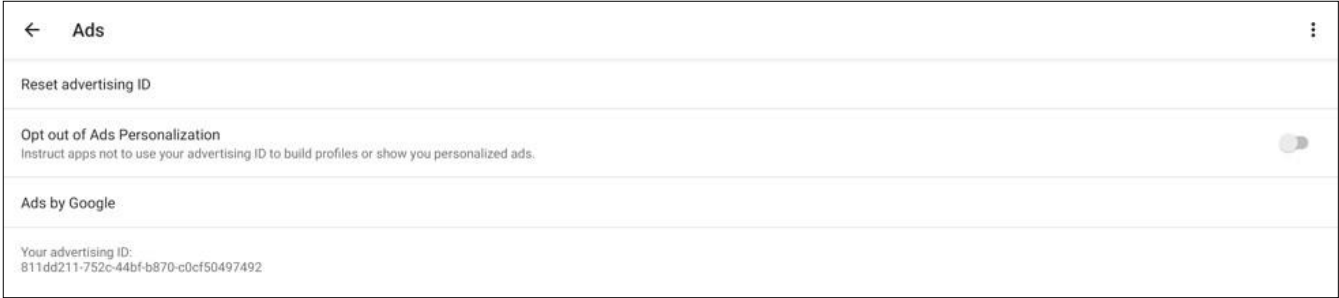 Ads
Reset advertising ID
Opt out of Ads Personalization
Instruct apps not to use your advertising ID to build profiles or show you personalized ads.
Ads by Google
Your advertising ID:
811dd211-752c-44bf-b870-c0cf50497492